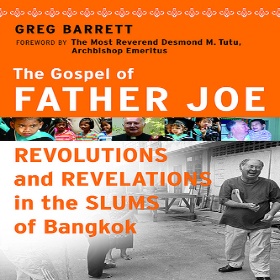 GREG BARRETT
FOREWORD BY The Most Reverend Desmond M. Tutu,
Archbishop Emeritus
The Gospel of
FATHER JOE
REVOLUTIONS
and REVELATIONS
in the SLUMS
of Bangkok